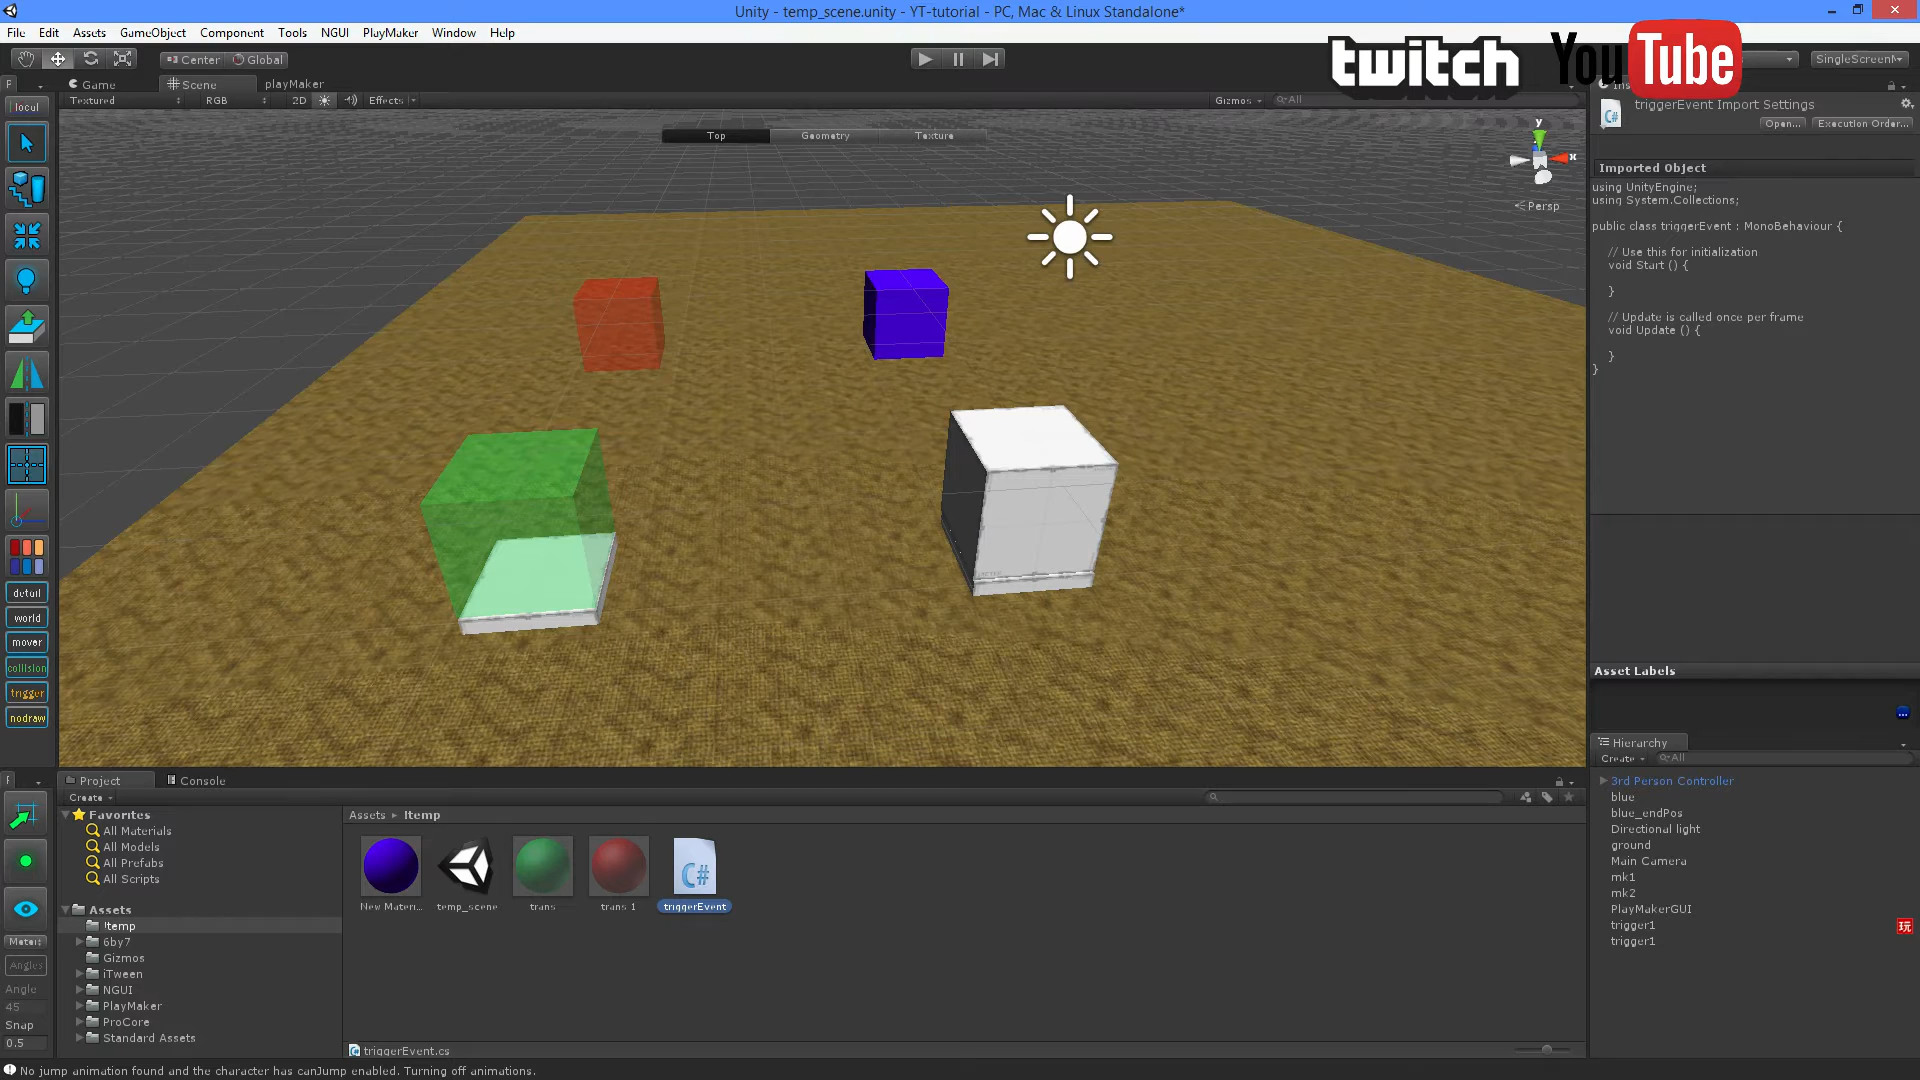 Unity - temp_scene.unity - YT-tutorial - PC, Mac & Linux Standalone*
File Edit Assets GameObject Component Tools NGUI PlayMaker Window Help
Center Global
SingleScreen
twitch YouTube
Game Scene playMaker
Textured RGB 2D Effects Gizmos All
local
Top Geometry Texture
y
x
Persp
triggerEvent Import Settings
Open... Execution Order...
Imported Object
using UnityEngine;
using System.Collections;
public class triggerEvent : MonoBehaviour {
// Use this for initialization
void Start () {
}
// Update is called once per frame
void Update () {
}
}
detail
world
mover
collision
trigger
nodraw
Asset Labels
Hierarchy
Create All
3rd Person Controller
blue
blue_endPos
Directional light
ground
Main Camera
mk1
mk2
PlayMakerGUI
trigger1
玩
trigger1
Project Console
Create
Favorites
All Materials
All Models
All Prefabs
All Scripts
Assets
!temp
6by7
Gizmos
iTween
NGUI
PlayMaker
ProCore
Standard Assets
Assets !temp
C#
New Materi... temp_scene trans trans 1 triggerEvent
triggerEvent.cs
Angles
Angle
45
Snap
0.5
No jump animation found and the character has canJump enabled. Turning off animations.